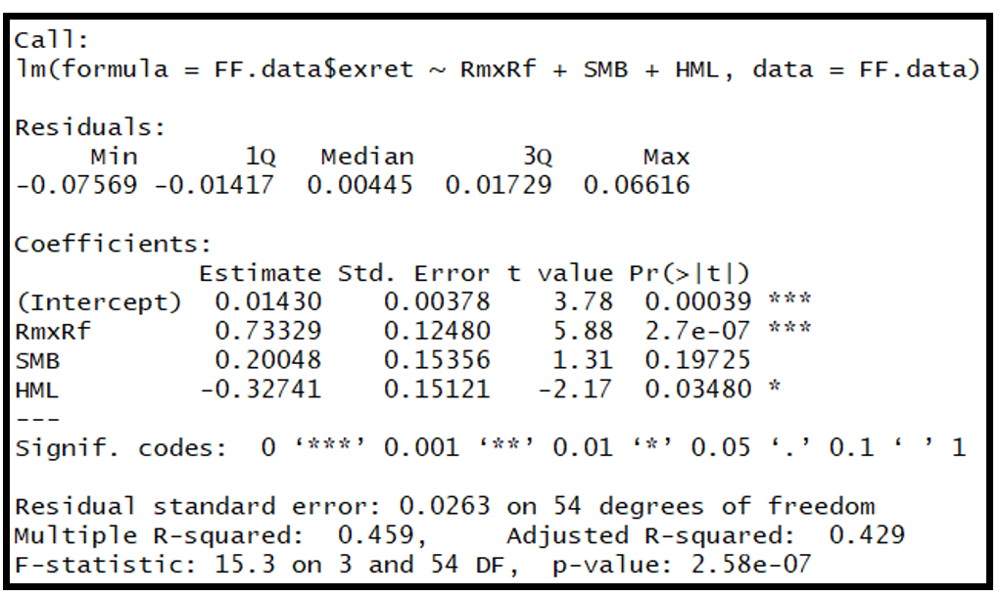 Call:
lm(formula = FF.data$exret ~ RmxRf + SMB + HML, data = FF.data)
Residuals:
Min 1Q Median 3Q Max
-0.07569 -0.01417 0.00445 0.01729 0.06616
Coefficients:
Estimate Std. Error t value Pr(>|t|)
(Intercept) 0.01430 0.00378 3.78 0.00039 ***
RmxRf 0.73329 0.12480 5.88 2.7e-07 ***
SMB 0.20048 0.15356 1.31 0.19725
HML -0.32741 0.15121 -2.17 0.03480 *
---
Signif. codes: 0 ‘***’ 0.001 ‘**’ 0.01 ‘*’ 0.05 ‘.’ 0.1 ‘ ’ 1
Residual standard error: 0.0263 on 54 degrees of freedom
Multiple R-squared: 0.459, Adjusted R-squared: 0.429
F-statistic: 15.3 on 3 and 54 DF, p-value: 2.58e-07